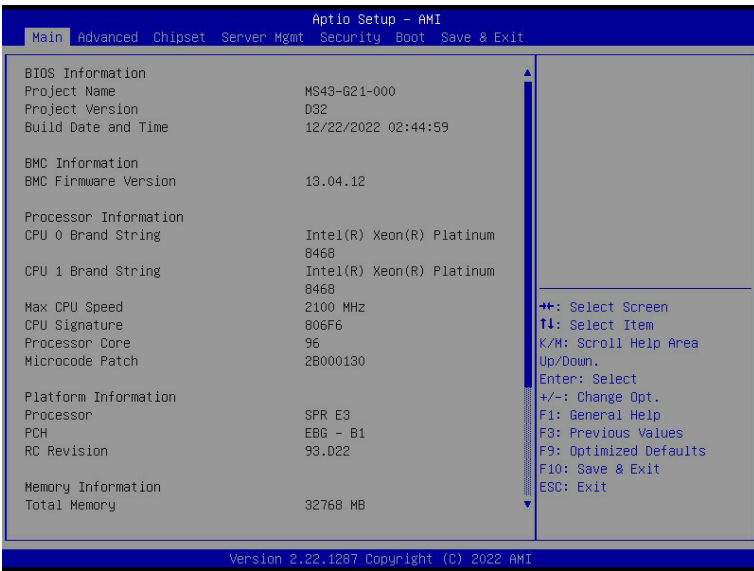 Aptio Setup – AMI
Main Advanced Chipset Server Mgmt Security Boot Save & Exit
BIOS Information
Project Name MS43-G21-000
Project Version D32
Build Date and Time 12/22/2022 02:44:59
BMC Information
BMC Firmware Version 13.04.12
Processor Information
CPU 0 Brand String Intel(R) Xeon(R) Platinum
8468
CPU 1 Brand String Intel(R) Xeon(R) Platinum
8468
Max CPU Speed 2100 MHz
CPU Signature 806F6
Processor Core 96
Microcode Patch 2B000130
Platform Information
Processor SPR E3
PCH EBG - B1
RC Revision 93.D22
Memory Information
Total Memory 32768 MB
→←: Select Screen
↑↓: Select Item
K/M: Scroll Help Area
Up/Down.
Enter: Select
+/-: Change Opt.
F1: General Help
F3: Previous Values
F9: Optimized Defaults
F10: Save & Exit
ESC: Exit
Version 2.22.1287 Copyright (C) 2022 AMI